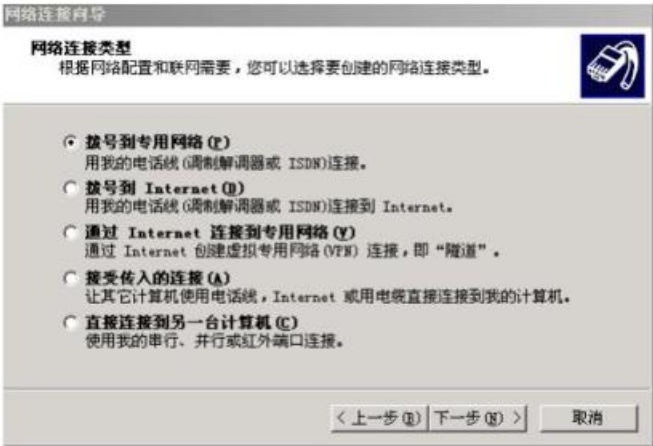 网络连接向导
网络连接类型
根据网络配置和联网需要，您可以选择要创建的网络连接类型。
拨号到专用网络(P)
用我的电话线(调制解调器或 ISDN)连接。
拨号到 Internet(D)
用我的电话线(调制解调器或 ISDN)连接到 Internet。
通过 Internet 连接到专用网络(V)
通过 Internet 创建虚拟专用网络(VPN) 连接，即“隧道”。
接受传入的连接(A)
让其它计算机使用电话线，Internet 或用电缆直接连接到我的计算机。
直接连接到另一台计算机(C)
使用我的串行、并行或红外端口连接。
< 上一步(B) 下一步(N) > 取消